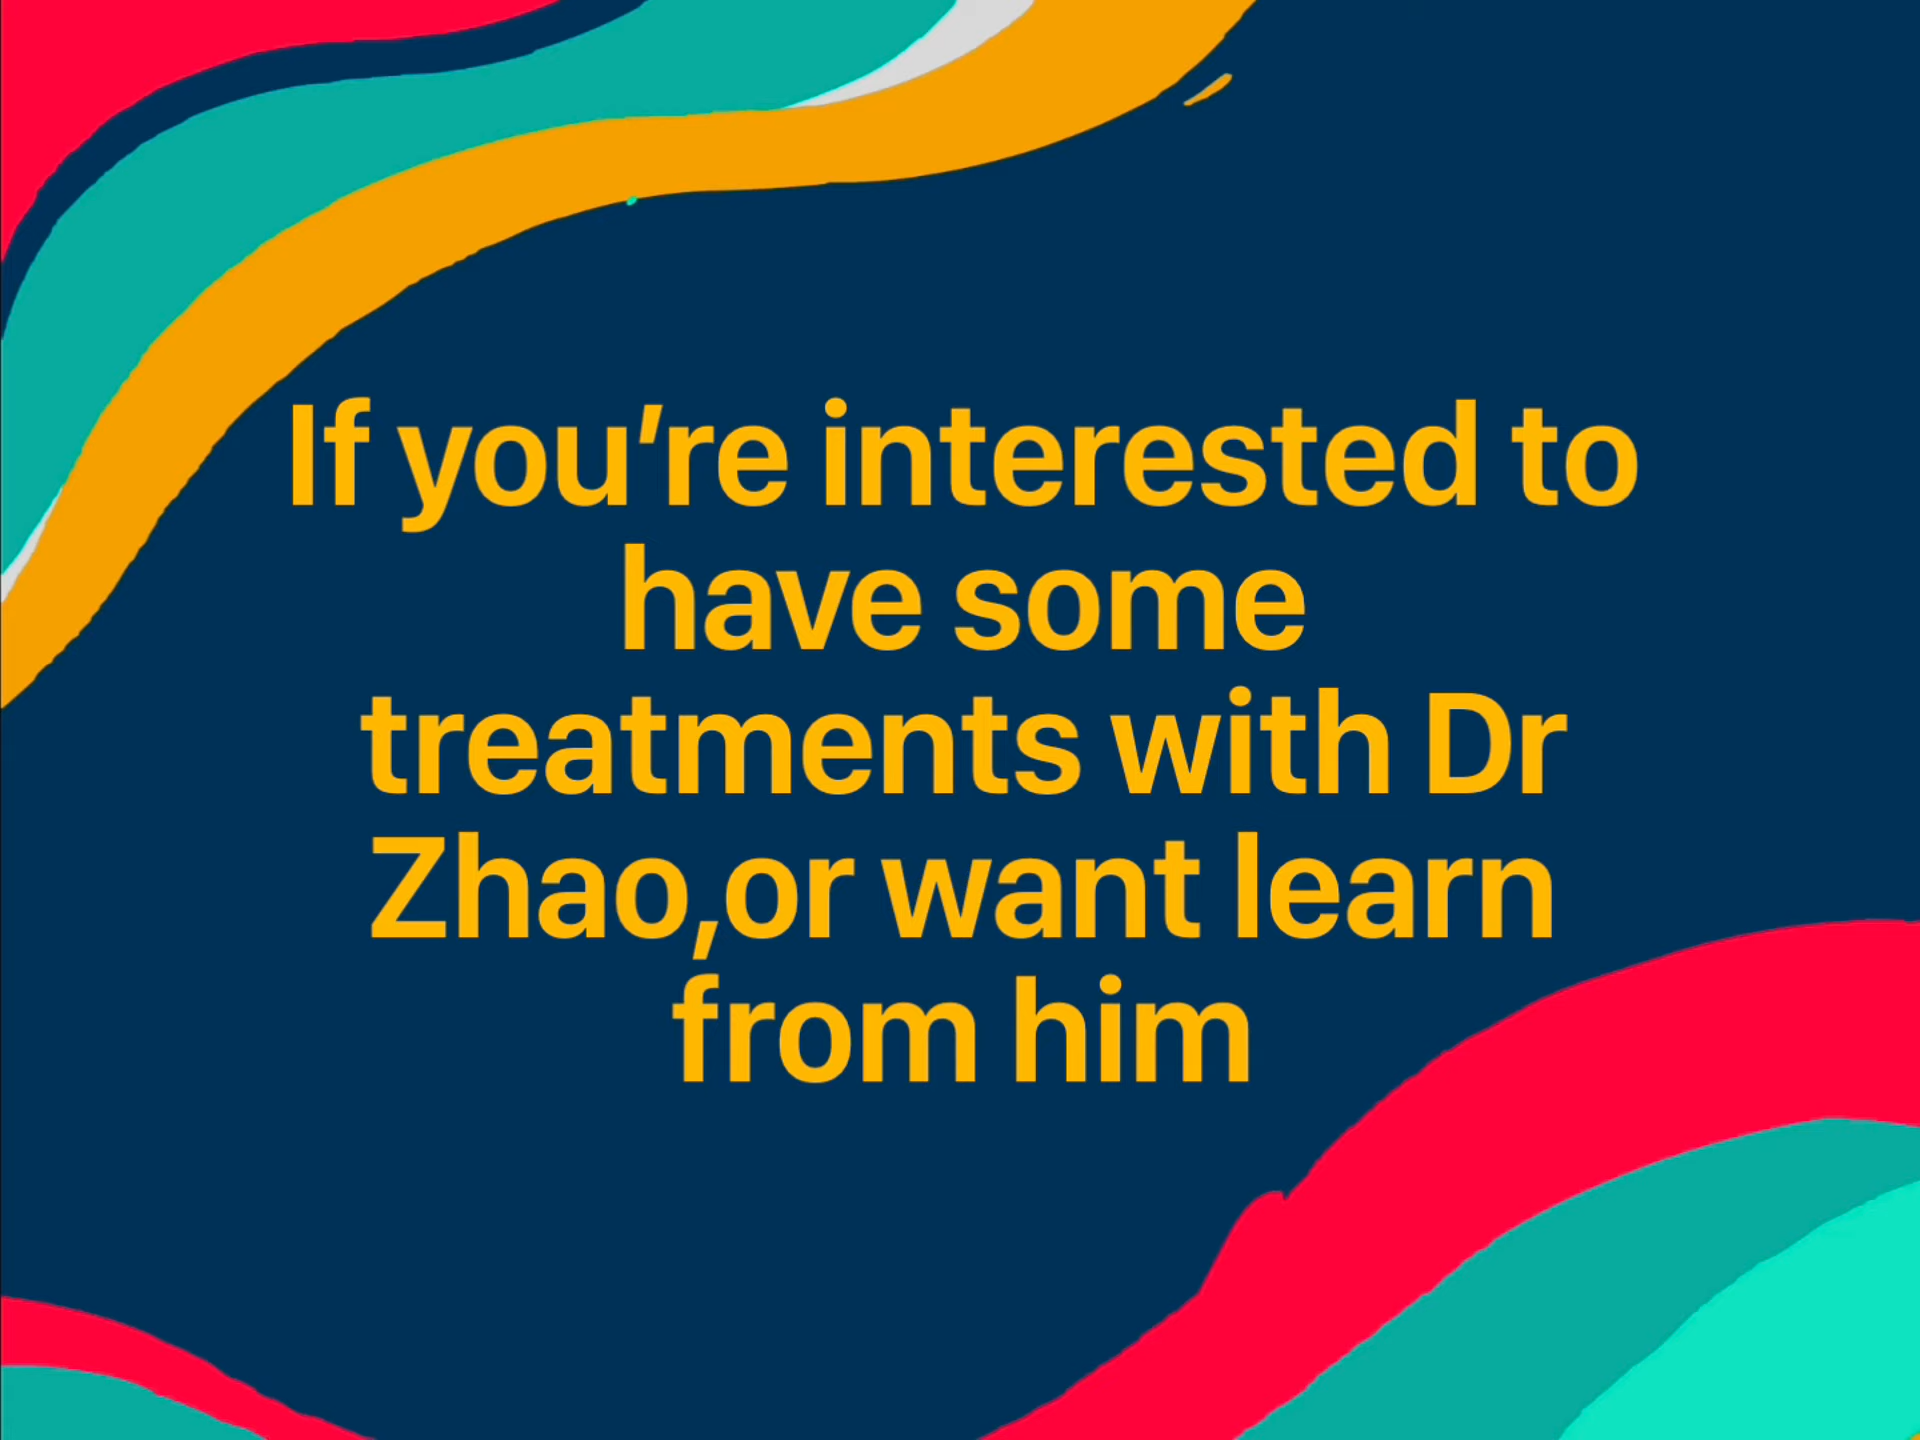 If you’re interested to
have some
treatments with Dr
Zhao,or want learn
from him